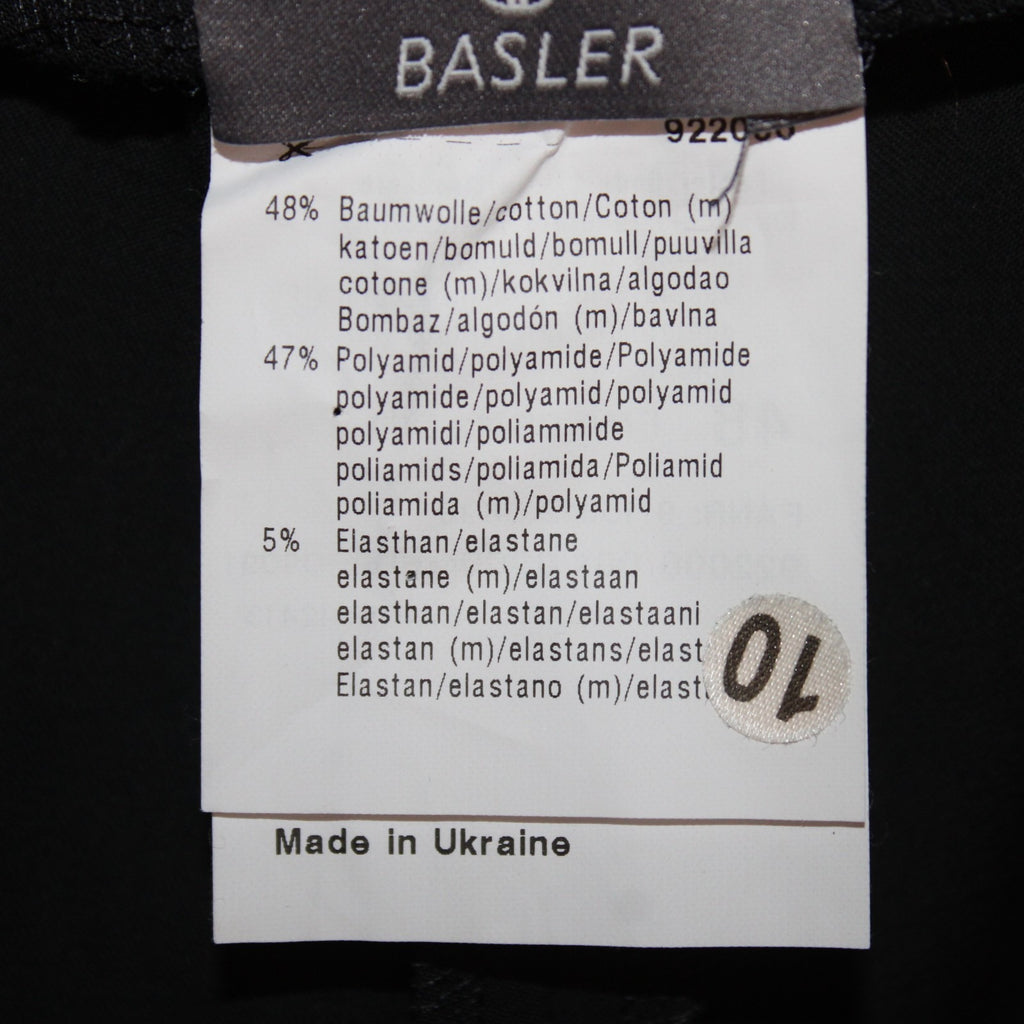 BASLER
48% Baumwolle/cotton/Coton (m)
katoen/bomuld/bomull/puuvilla
cotone (m)/kokvilna/algodao
Bombaz/algodón (m)/bavlna
47% Polyamid/polyamide/Polyamide
polyamide/polyamid/polyamid
polyamidi/poliammide
poliamids/poliamida/Poliamid
poliamida (m)/polyamid
5% Elasthan/elastane
elastane (m)/elastaan
elasthan/elastan/elastaani
elastan (m)/elastans/elast
Elastan/elastano (m)/elast
10
Made in Ukraine